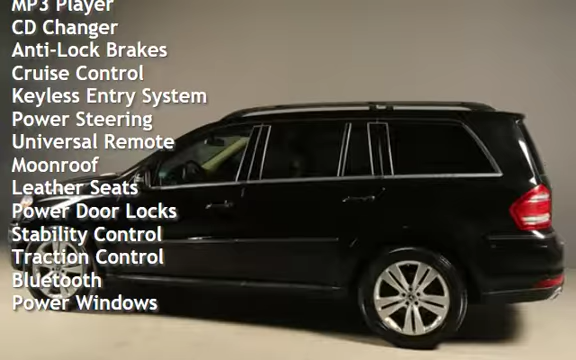 MP3 Player
CD Changer
Anti-Lock Brakes
Cruise Control
Keyless Entry System
Power Steering
Universal Remote
Moonroof
Leather Seats
Power Door Locks
Stability Control
Traction Control
Bluetooth
Power Windows